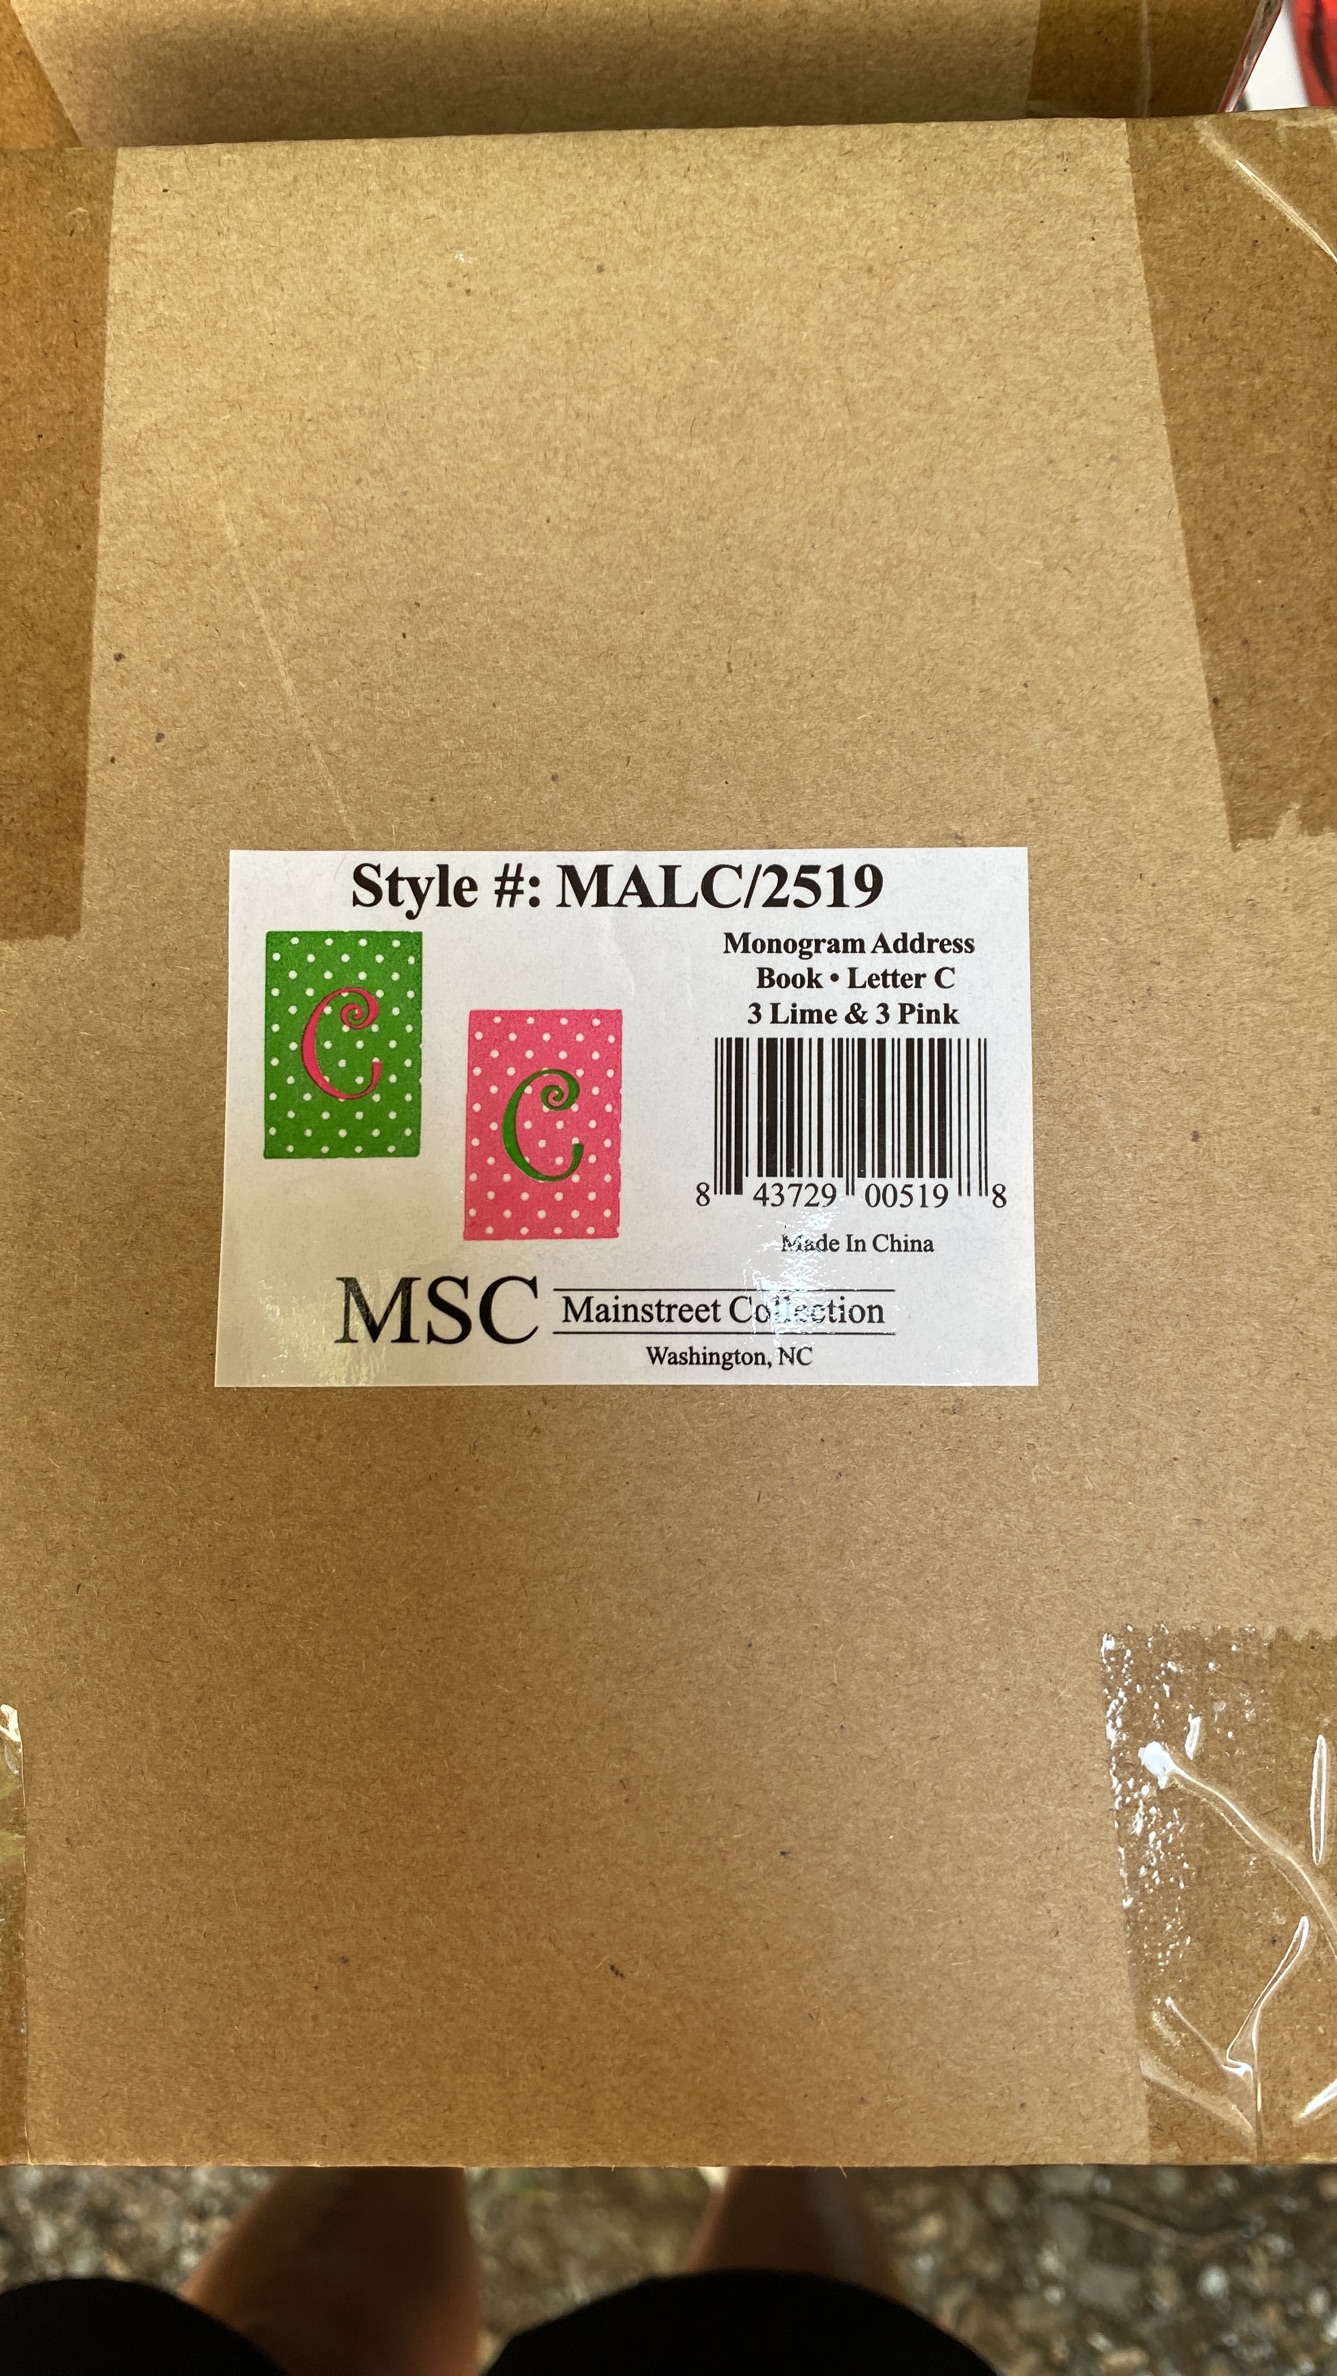 Style #: MALC/2519
C
C
Monogram Address
Book • Letter C
3 Lime & 3 Pink
8 43729 00519 8
Made In China
MSC Mainstreet Collection
Washington, NC